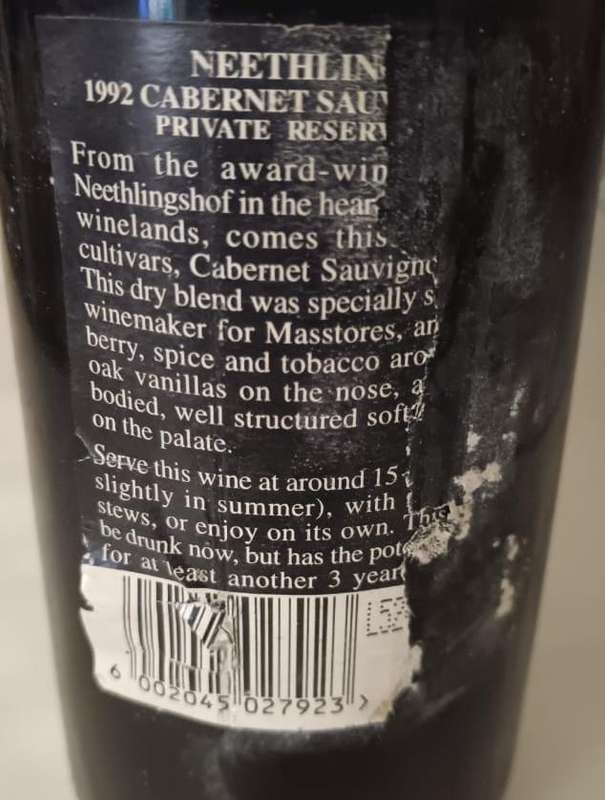 NEETHLIN
1992 CABERNET SAU
PRIVATE RESER
From the award-win
Neethlingshof in the hear
winelands, comes this
cultivars, Cabernet Sauvigno
This dry blend was specially s
winemaker for Masstores, an
berry, spice and tobacco aro
oak vanillas on the nose, a
bodied, well structured soft
on the palate.
Serve this wine at around 15
slightly in summer), with
stews, or enjoy on its own. This
be drunk now, but has the pote
for at least another 3 year
L5
6 002045 027923 >